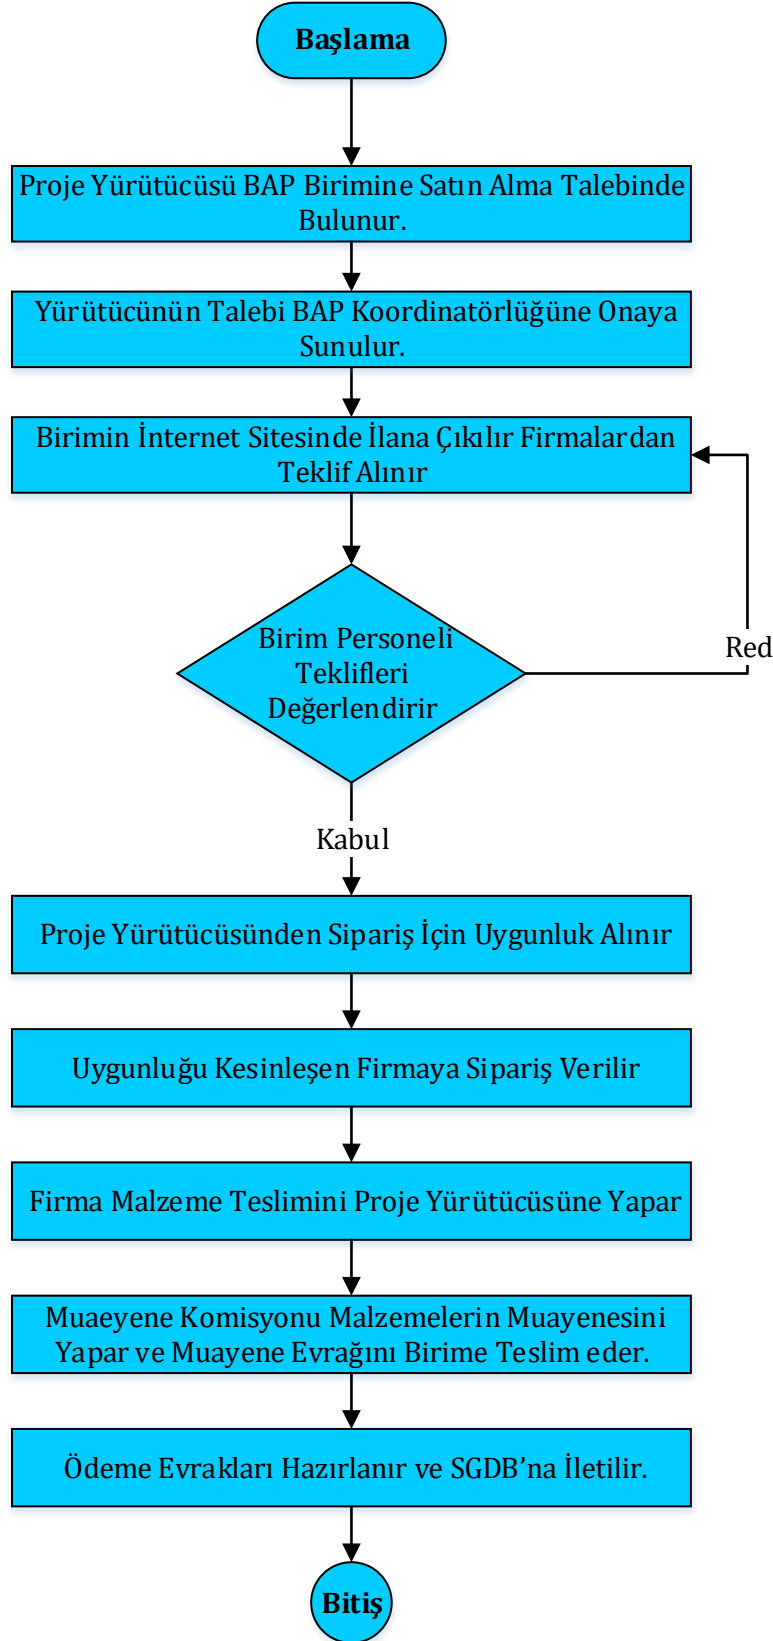 Başlama
Proje Yürütücüsü BAP Birimine Satın Alma Talebinde
Bulunur.
Yürütücünün Talebi BAP Koordinatörlüğüne Onaya
Sunulur.
Birimin İnternet Sitesinde İlana Çıkılır Firmalardan
Teklif Alınır
Birim Personeli
Teklifleri
Değerlendirir
Red
Kabul
Proje Yürütücüsünden Sipariş İçin Uygunluk Alınır
Uygunluğu Kesinleşen Firmaya Sipariş Verilir
Firma Malzeme Teslimini Proje Yürütücüsüne Yapar
Muaeyene Komisyonu Malzemelerin Muayenesini
Yapar ve Muayene Evrağını Birime Teslim eder.
Ödeme Evrakları Hazırlanır ve SGDB’na İletilir.
Bitiş